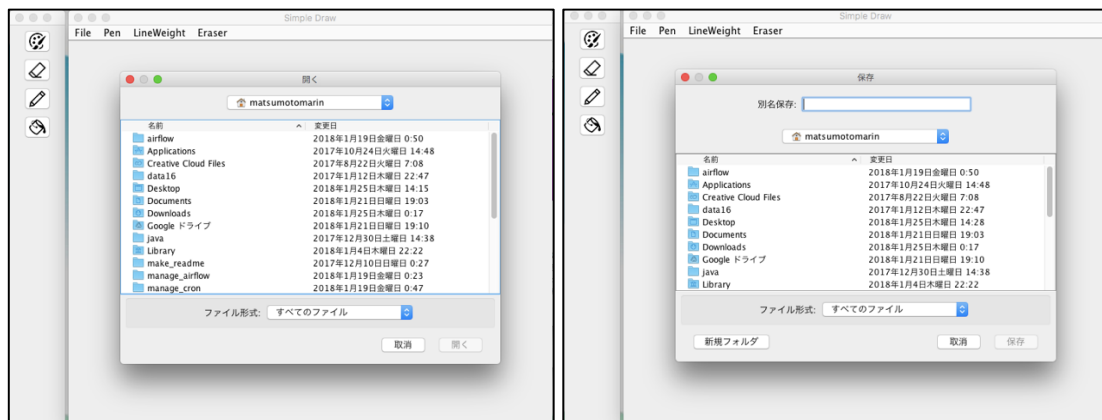 Simple Draw
File Pen LineWeight Eraser
開く
matsumotomarin
名前 変更日
airflow 2018年1月19日金曜日 0:50
Applications 2017年10月24日火曜日 14:48
Creative Cloud Files 2017年8月22日火曜日 7:08
data16 2017年1月12日木曜日 22:47
Desktop 2018年1月25日木曜日 14:15
Documents 2018年1月21日日曜日 19:03
Downloads 2018年1月25日木曜日 0:17
Google ドライブ 2018年1月21日日曜日 19:10
java 2017年12月30日土曜日 14:38
Library 2018年1月4日木曜日 22:22
make_readme 2017年12月10日日曜日 0:27
manage_airflow 2018年1月19日金曜日 0:23
manage_cron 2018年1月19日金曜日 0:47
ファイル形式: すべてのファイル
取消 開く
Simple Draw
File Pen LineWeight Eraser
保存
別名保存:
matsumotomarin
名前 変更日
airflow 2018年1月19日金曜日 0:50
Applications 2017年10月24日火曜日 14:48
Creative Cloud Files 2017年8月22日火曜日 7:08
data16 2017年1月12日木曜日 22:47
Desktop 2018年1月25日木曜日 14:28
Documents 2018年1月21日日曜日 19:03
Downloads 2018年1月25日木曜日 0:17
Google ドライブ 2018年1月21日日曜日 19:10
java 2017年12月30日土曜日 14:38
Library 2018年1月4日木曜日 22:22
ファイル形式: すべてのファイル
新規フォルダ 取消 保存